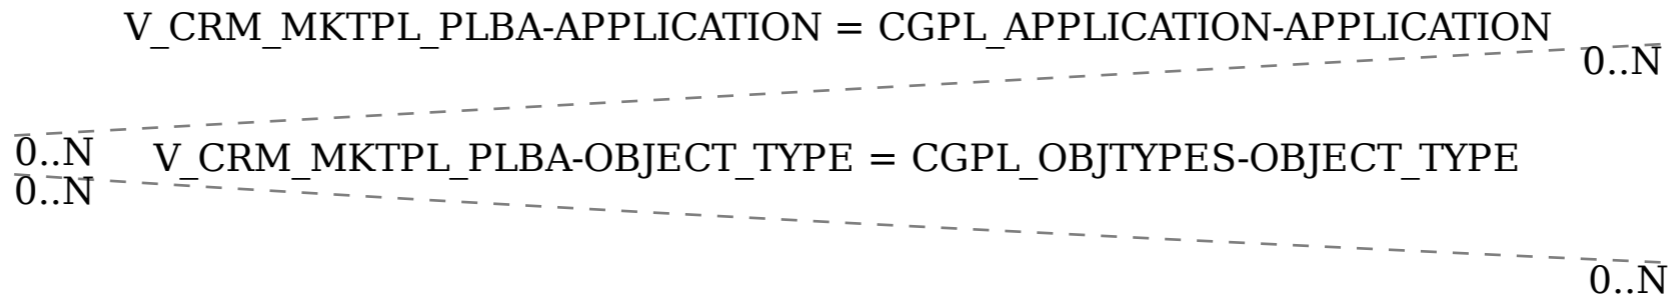 V_CRM_MKTPL_PLBA-APPLICATION = CGPL_APPLICATION-APPLICATION
0..N
0..N
V_CRM_MKTPL_PLBA-OBJECT_TYPE = CGPL_OBJTYPES-OBJECT_TYPE
0..N
0..N